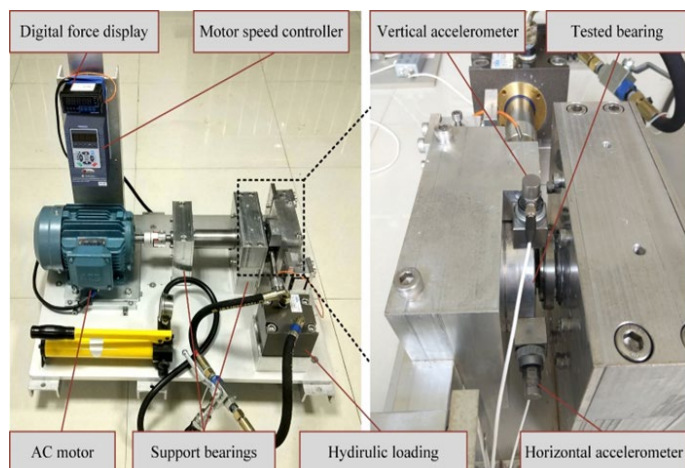 Digital force display
Motor speed controller
Vertical accelerometer
Tested bearing
AC motor
Support bearings
Hydirulic loading
Horizontal accelerometer